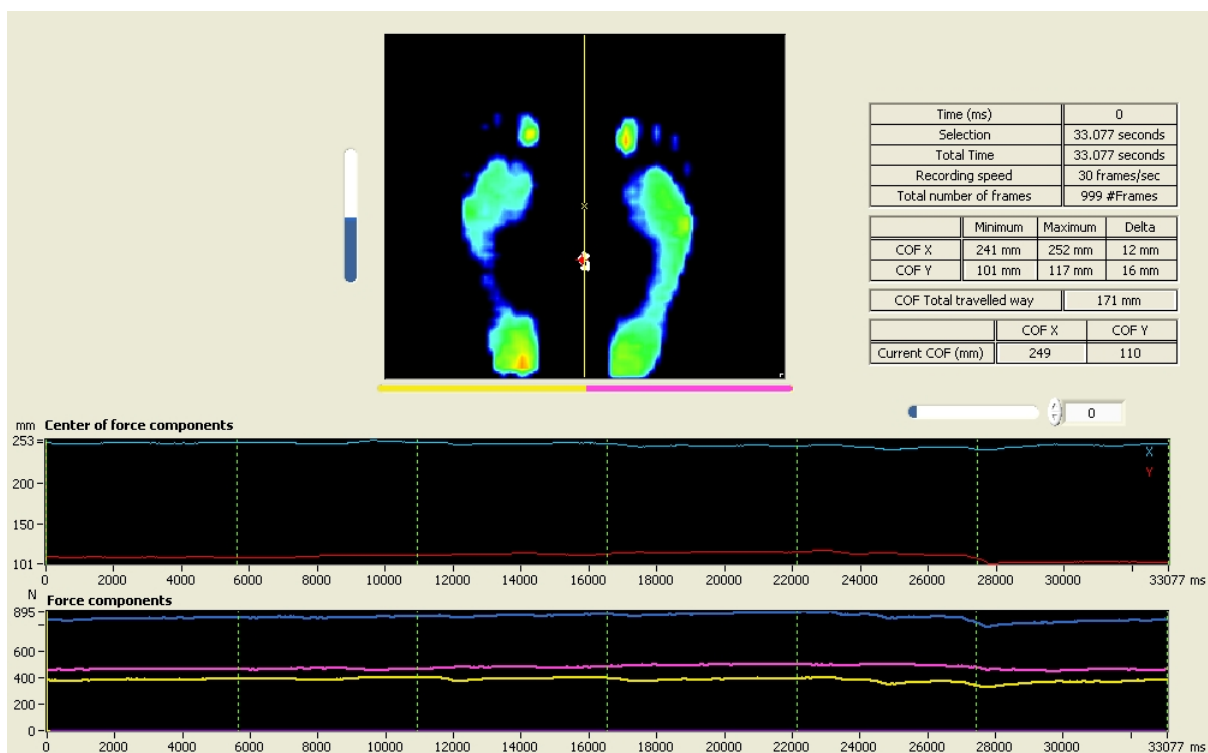 Time (ms) 0
Selection 33.077 seconds
Total Time 33.077 seconds
Recording speed 30 frames/sec
Total number of frames 999 #Frames
Minimum Maximum Delta
COF X 241 mm 252 mm 12 mm
COF Y 101 mm 117 mm 16 mm
COF Total travelled way 171 mm
COF X COF Y
Current COF (mm) 249 110
0
mm Center of force components
253
200
150
101
X
Y
0 2000 4000 6000 8000 10000 12000 14000 16000 18000 20000 22000 24000 26000 28000 30000 33077 ms
N Force components
895
600
400
200
0
0 2000 4000 6000 8000 10000 12000 14000 16000 18000 20000 22000 24000 26000 28000 30000 33077 ms